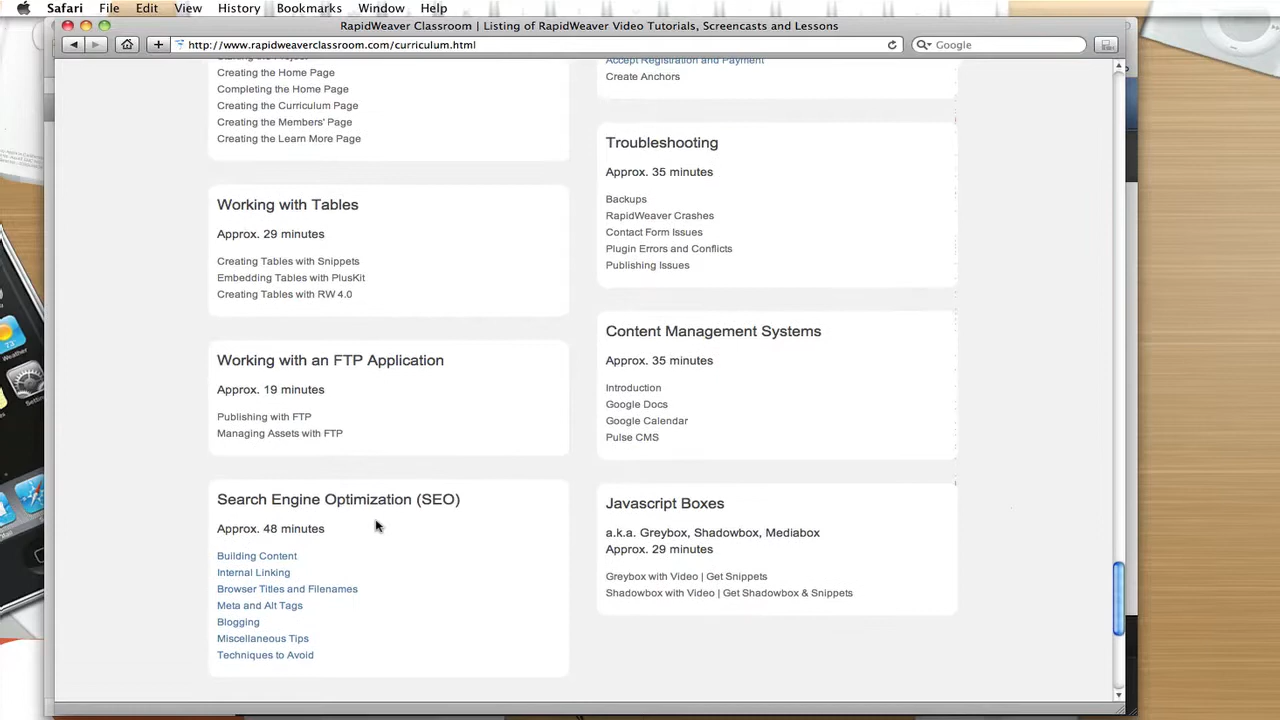 Safari File Edit View History Bookmarks Window Help
RapidWeaver Classroom | Listing of RapidWeaver Video Tutorials, Screencasts and Lessons
http://www.rapidweaverclassroom.com/curriculum.html
Google
Creating the Home Page
Completing the Home Page
Creating the Curriculum Page
Creating the Members' Page
Creating the Learn More Page
Working with Tables
Approx. 29 minutes
Creating Tables with Snippets
Embedding Tables with PlusKit
Creating Tables with RW 4.0
Working with an FTP Application
Approx. 19 minutes
Publishing with FTP
Managing Assets with FTP
Search Engine Optimization (SEO)
Approx. 48 minutes
Building Content
Internal Linking
Browser Titles and Filenames
Meta and Alt Tags
Blogging
Miscellaneous Tips
Techniques to Avoid
Accept Registration and Payment
Create Anchors
Troubleshooting
Approx. 35 minutes
Backups
RapidWeaver Crashes
Contact Form Issues
Plugin Errors and Conflicts
Publishing Issues
Content Management Systems
Approx. 35 minutes
Introduction
Google Docs
Google Calendar
Pulse CMS
Javascript Boxes
a.k.a. Greybox, Shadowbox, Mediabox
Approx. 29 minutes
Greybox with Video | Get Snippets
Shadowbox with Video | Get Shadowbox & Snippets
Weather